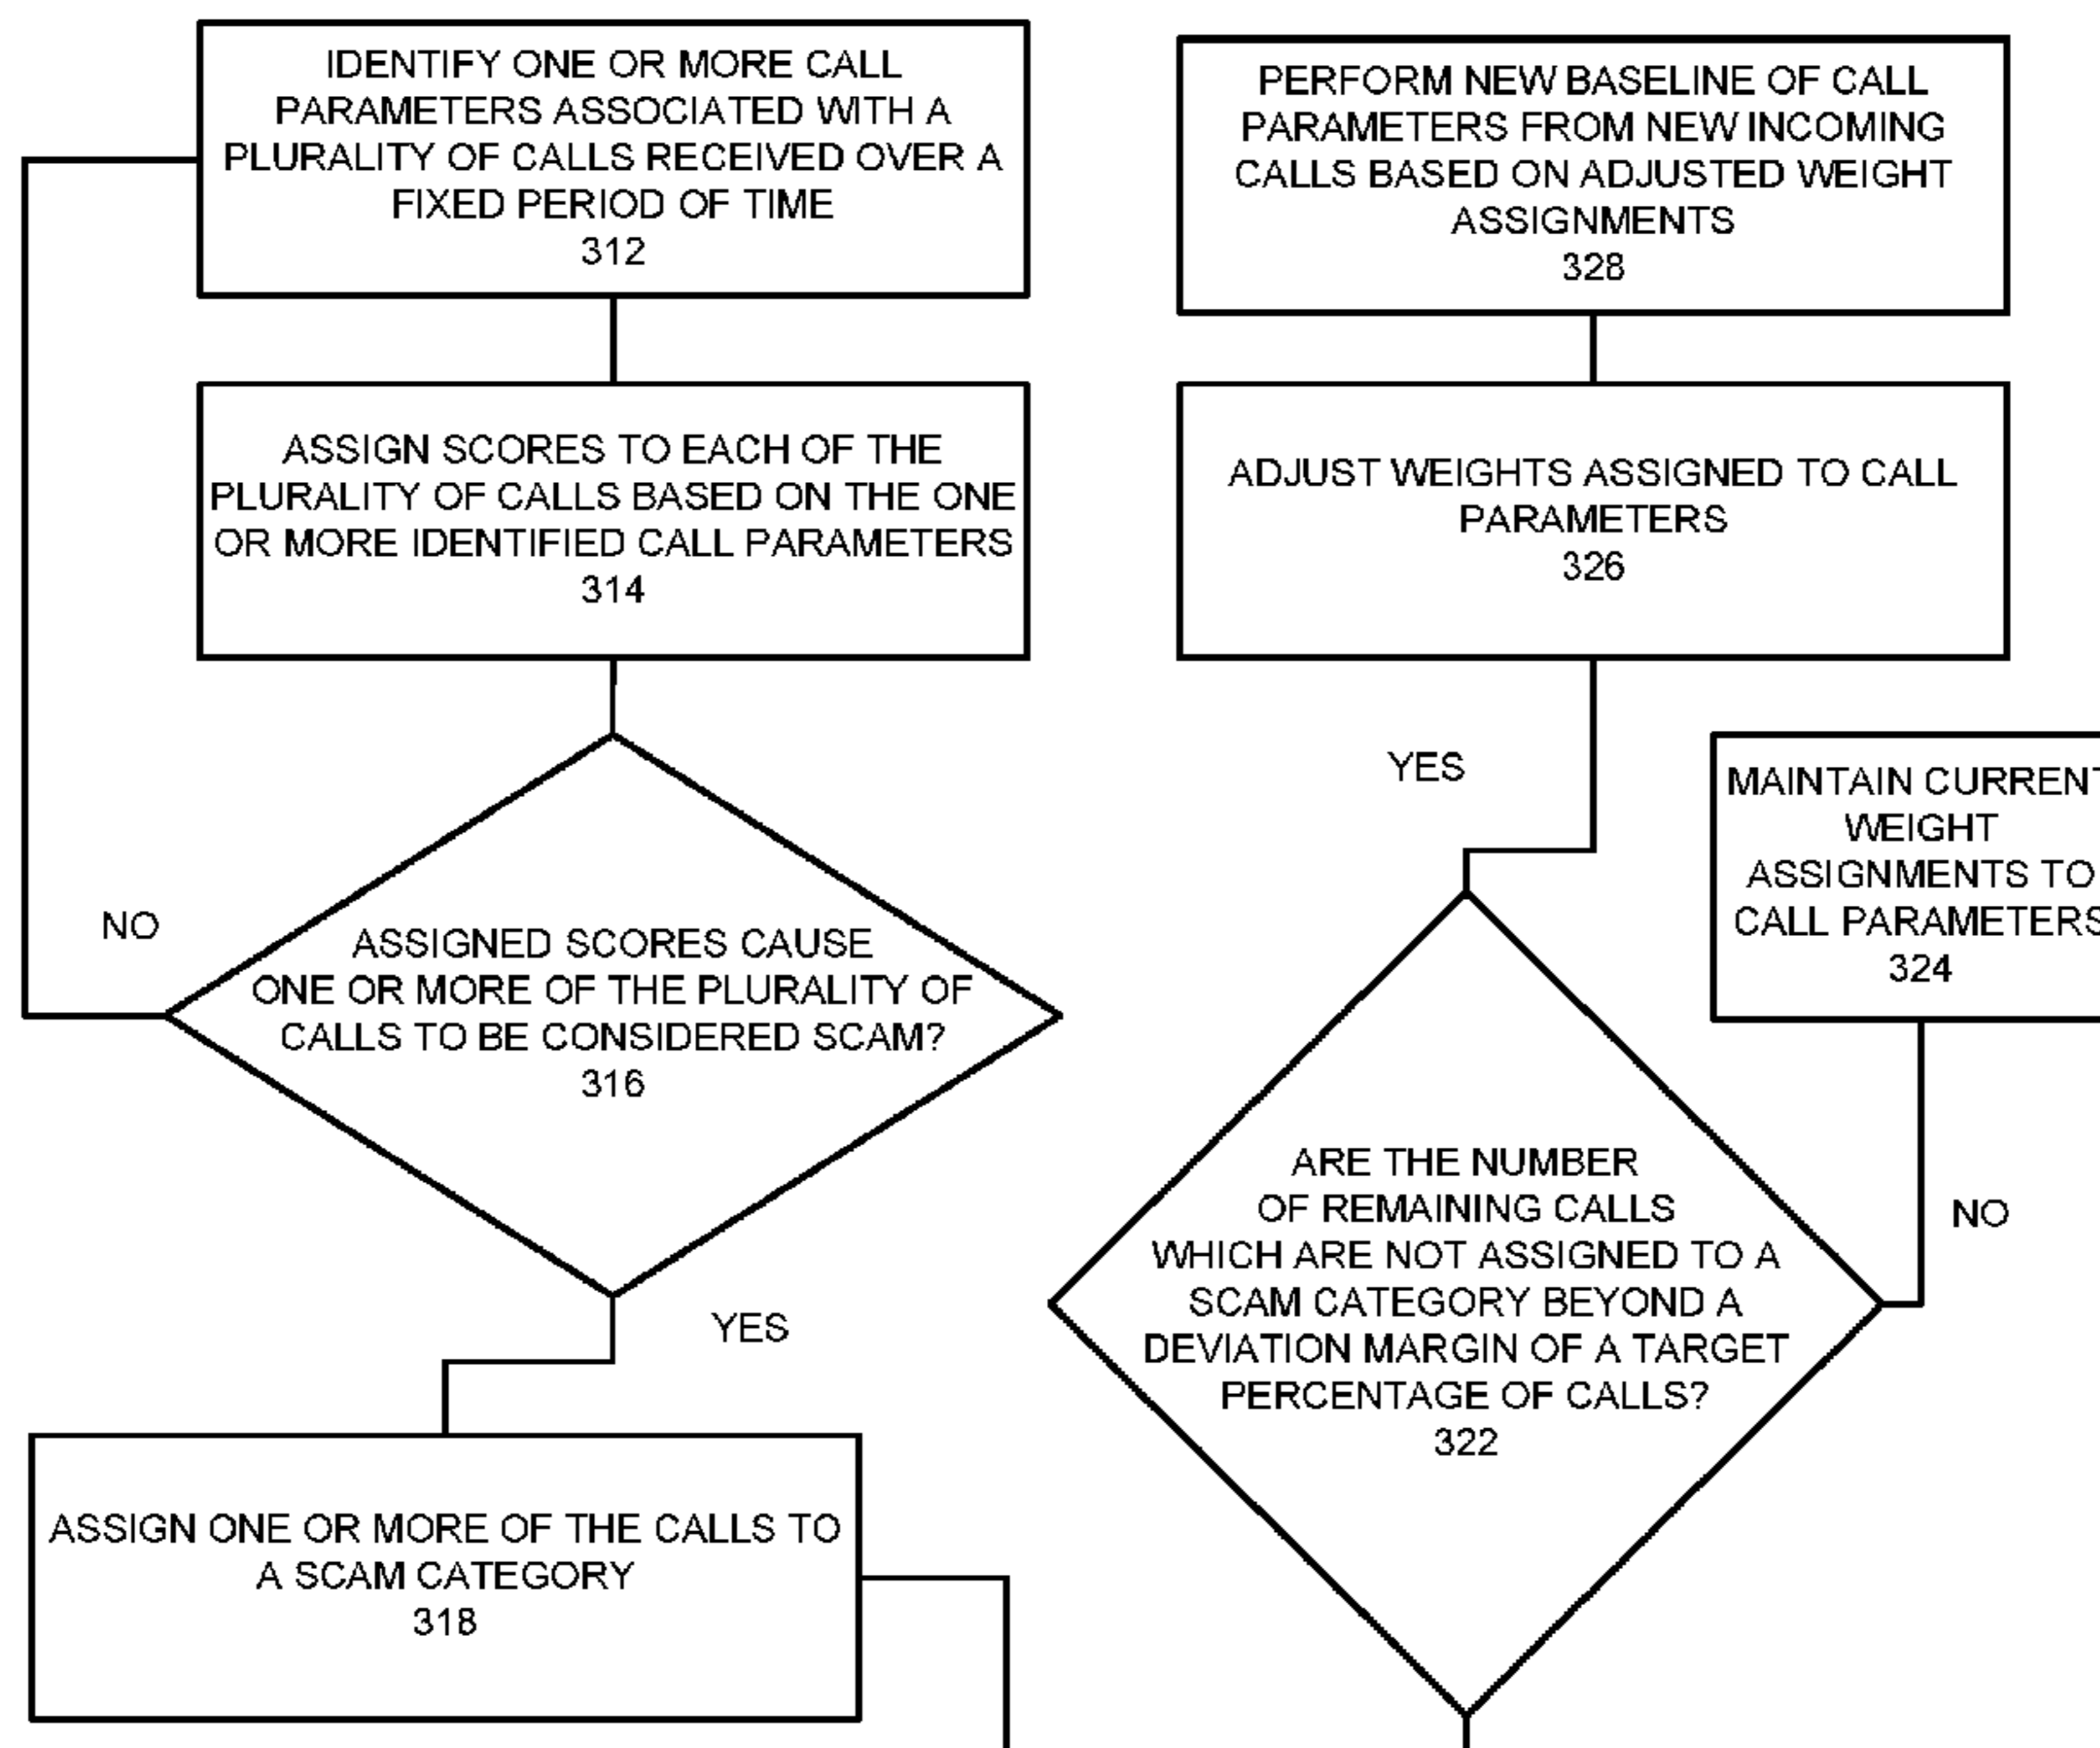 IDENTIFY ONE OR MORE CALL
PARAMETERS ASSOCIATED WITH A
PLURALITY OF CALLS RECEIVED OVER A
FIXED PERIOD OF TIME
312
ASSIGN SCORES TO EACH OF THE
PLURALITY OF CALLS BASED ON THE ONE
OR MORE IDENTIFIED CALL PARAMETERS
314
NO
ASSIGNED SCORES CAUSE
ONE OR MORE OF THE PLURALITY OF
CALLS TO BE CONSIDERED SCAM?
316
YES
ASSIGN ONE OR MORE OF THE CALLS TO
A SCAM CATEGORY
318
PERFORM NEW BASELINE OF CALL
PARAMETERS FROM NEW INCOMING
CALLS BASED ON ADJUSTED WEIGHT
ASSIGNMENTS
328
ADJUST WEIGHTS ASSIGNED TO CALL
PARAMETERS
326
YES
MAINTAIN CURRENT
WEIGHT
ASSIGNMENTS TO
CALL PARAMETERS
324
NO
ARE THE NUMBER
OF REMAINING CALLS
WHICH ARE NOT ASSIGNED TO A
SCAM CATEGORY BEYOND A
DEVIATION MARGIN OF A TARGET
PERCENTAGE OF CALLS?
322